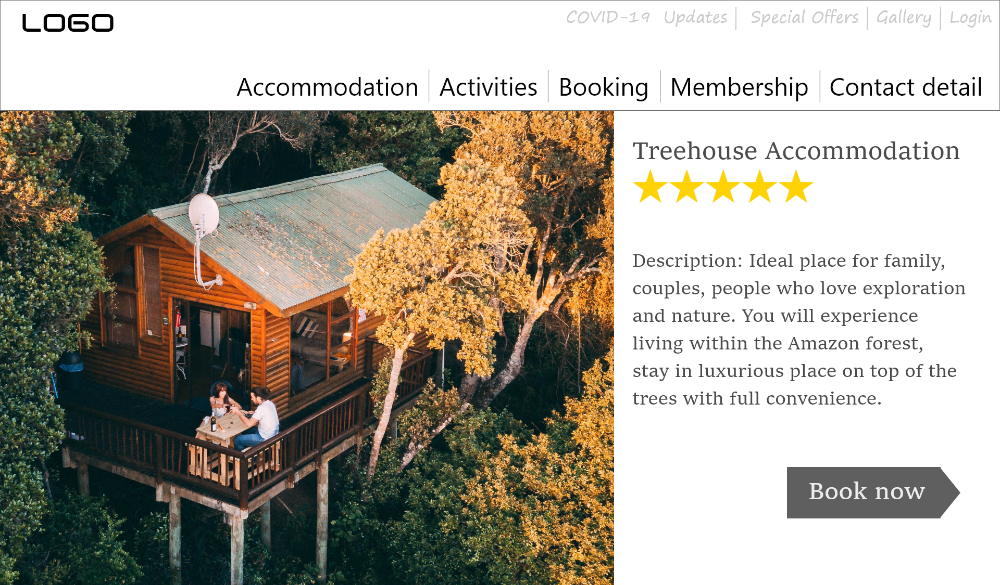 LOGO
COVID-19 Updates | Special Offers | Gallery | Login
Accommodation | Activities | Booking | Membership | Contact detail
Treehouse Accommodation
Description: Ideal place for family,
couples, people who love exploration
and nature. You will experience
living within the Amazon forest,
stay in luxurious place on top of the
trees with full convenience.
Book now